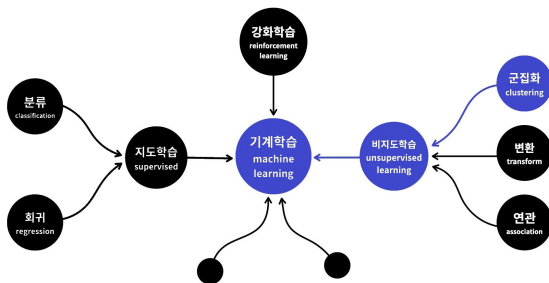 강화학습
reinforcement
learning
분류
classification
지도학습
supervised
회귀
regression
기계학습
machine
learning
비지도학습
unsupervised
learning
군집화
clustering
변환
transform
연관
association